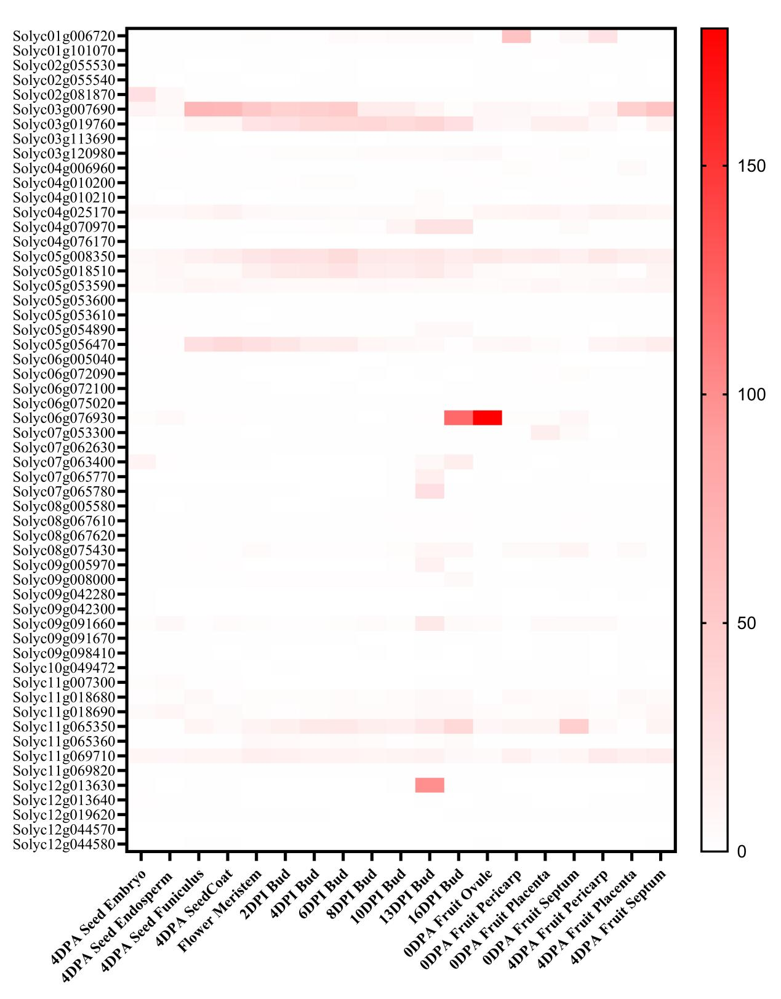 Solyc01g006720
Solyc01g101070
Solyc02g055530
Solyc02g055540
Solyc02g081870
Solyc03g007690
Solyc03g019760
Solyc03g113690
Solyc03g120980
Solyc04g006960
Solyc04g010200
Solyc04g010210
Solyc04g025170
Solyc04g070970
Solyc04g076170
Solyc05g008350
Solyc05g018510
Solyc05g053590
Solyc05g053600
Solyc05g053610
Solyc05g054890
Solyc05g056470
Solyc06g005040
Solyc06g072090
Solyc06g072100
Solyc06g075020
Solyc06g076930
Solyc07g053300
Solyc07g062630
Solyc07g063400
Solyc07g065770
Solyc07g065780
Solyc08g005580
Solyc08g067610
Solyc08g067620
Solyc08g075430
Solyc09g005970
Solyc09g008000
Solyc09g042280
Solyc09g042300
Solyc09g091660
Solyc09g091670
Solyc09g098410
Solyc10g049472
Solyc11g007300
Solyc11g018680
Solyc11g018690
Solyc11g065350
Solyc11g065360
Solyc11g069710
Solyc11g069820
Solyc12g013630
Solyc12g013640
Solyc12g019620
Solyc12g044570
Solyc12g044580
4DPA Seed Embryo
4DPA Seed Endosperm
4DPA Seed Funiculus
4DPA SeedCoat
Flower Meristem
2DPI Bud
4DPI Bud
6DPI Bud
8DPI Bud
10DPI Bud
13DPI Bud
16DPI Bud
0DPA Fruit Ovule
0DPA Fruit Pericarp
0DPA Fruit Placenta
0DPA Fruit Septum
4DPA Fruit Pericarp
4DPA Fruit Placenta
4DPA Fruit Septum
150
100
50
0